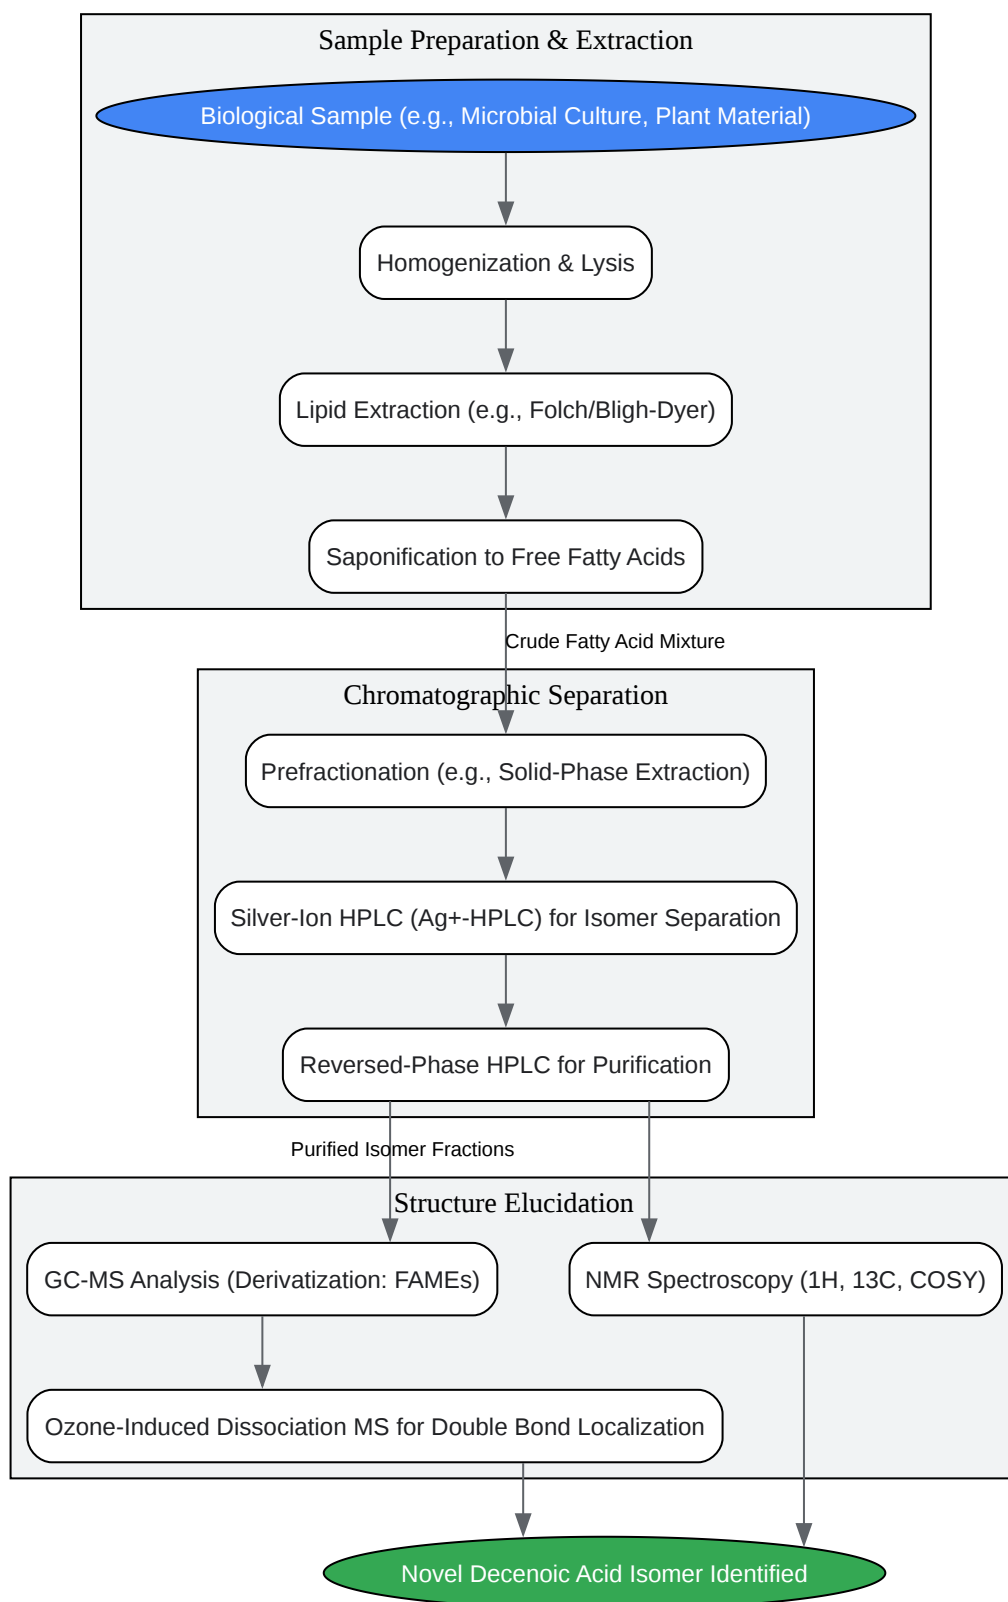 Sample Preparation & Extraction
Biological Sample (e.g., Microbial Culture, Plant Material)
Homogenization & Lysis
Lipid Extraction (e.g., Folch/Bligh-Dyer)
Saponification to Free Fatty Acids
Crude Fatty Acid Mixture
Chromatographic Separation
Prefractionation (e.g., Solid-Phase Extraction)
Silver-Ion HPLC (Ag+-HPLC) for Isomer Separation
Reversed-Phase HPLC for Purification
Purified Isomer Fractions
Structure Elucidation
GC-MS Analysis (Derivatization: FAMEs)
NMR Spectroscopy (1H, 13C, COSY)
Ozone-Induced Dissociation MS for Double Bond Localization
Novel Decenoic Acid Isomer Identified